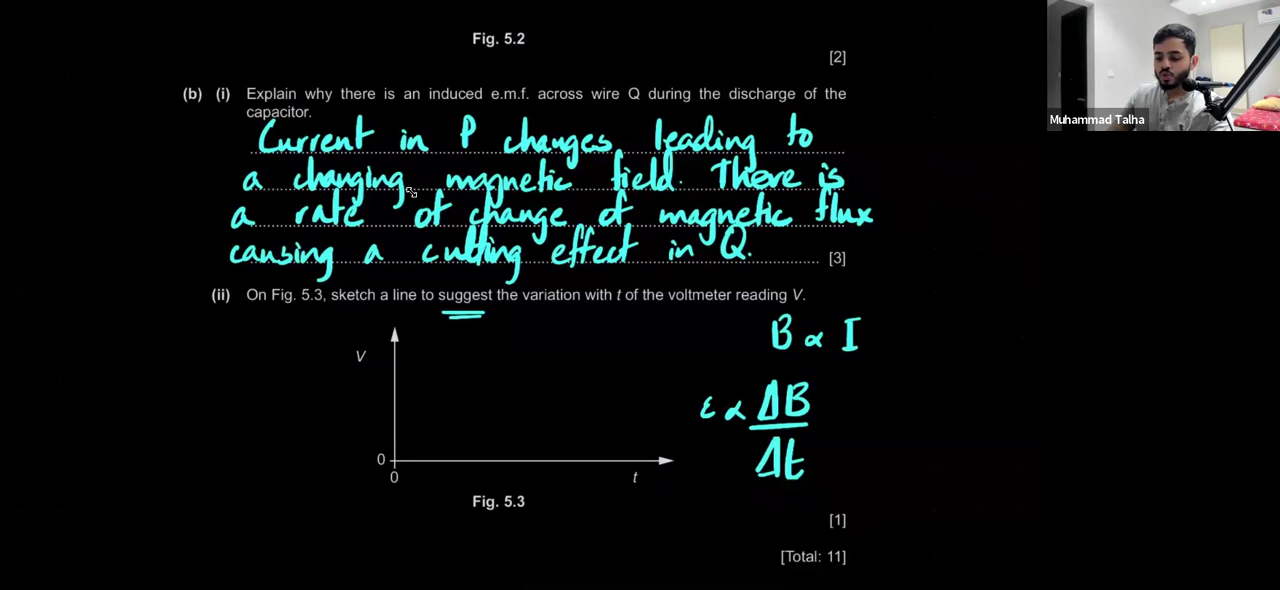 Fig. 5.2
[2]
(b) (i) Explain why there is an induced e.m.f. across wire Q during the discharge of the
capacitor.
Current in P changes, leading to
a changing magnetic field. There is
a rate of change of magnetic flux
causing a cutting effect in Q.
[3]
(ii) On Fig. 5.3, sketch a line to suggest the variation with t of the voltmeter reading V.
B ∝ I
V
ε ∝ ΔB
Δt
0
0
t
Fig. 5.3
[1]
[Total: 11]
Muhammad Talha